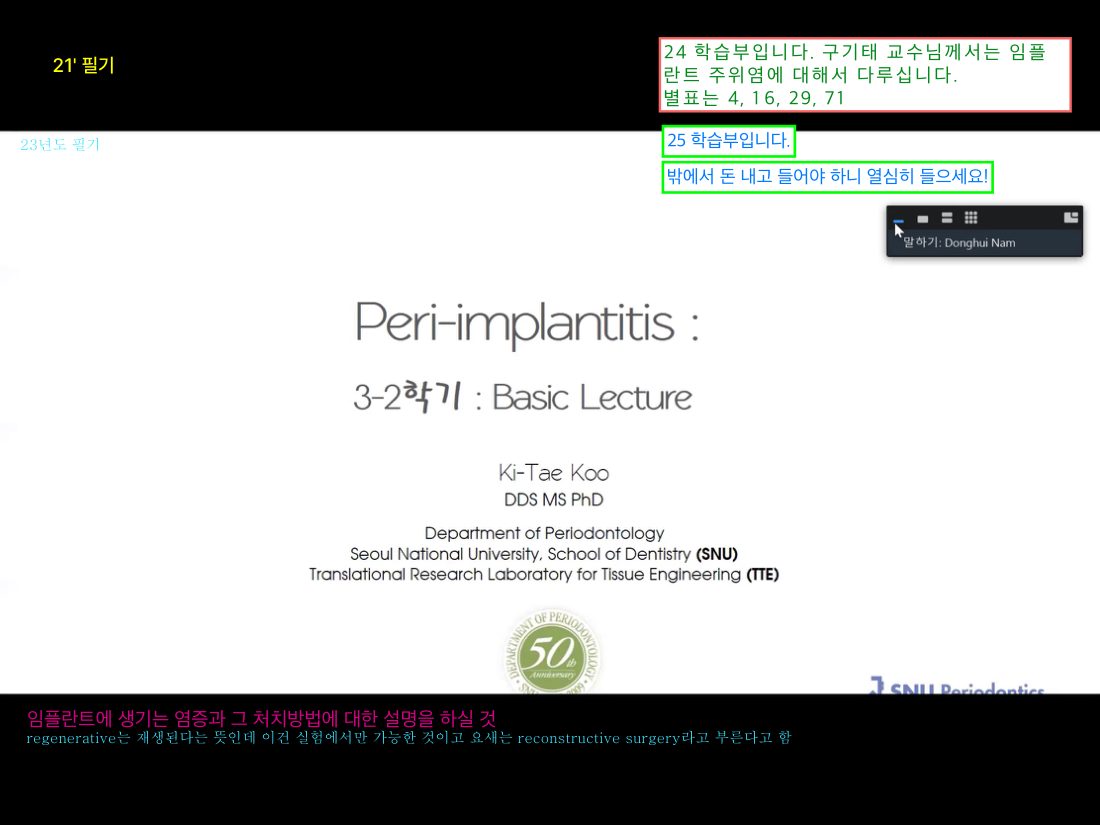 21' 필기
24 학습부입니다. 구기태 교수님께서는 임플
란트 주위염에 대해서 다루십니다.
별표는 4, 16, 29, 71
23년도 필기
25 학습부입니다.
밖에서 돈 내고 들어야 하니 열심히 들으세요!
말하기: Donghui Nam
Peri-implantitis :
3-2학기 : Basic Lecture
Ki-Tae Koo
DDS MS PhD
Department of Periodontology
Seoul National University, School of Dentistry (SNU)
Translational Research Laboratory for Tissue Engineering (TTE)
DEPARTMENT OF PERIODONTOLOGY
50th
Anniversary
SNU Periodontics
임플란트에 생기는 염증과 그 처치방법에 대한 설명을 하실 것
regenerative는 재생된다는 뜻인데 이건 실험에서만 가능한 것이고 요새는 reconstructive surgery라고 부른다고 함